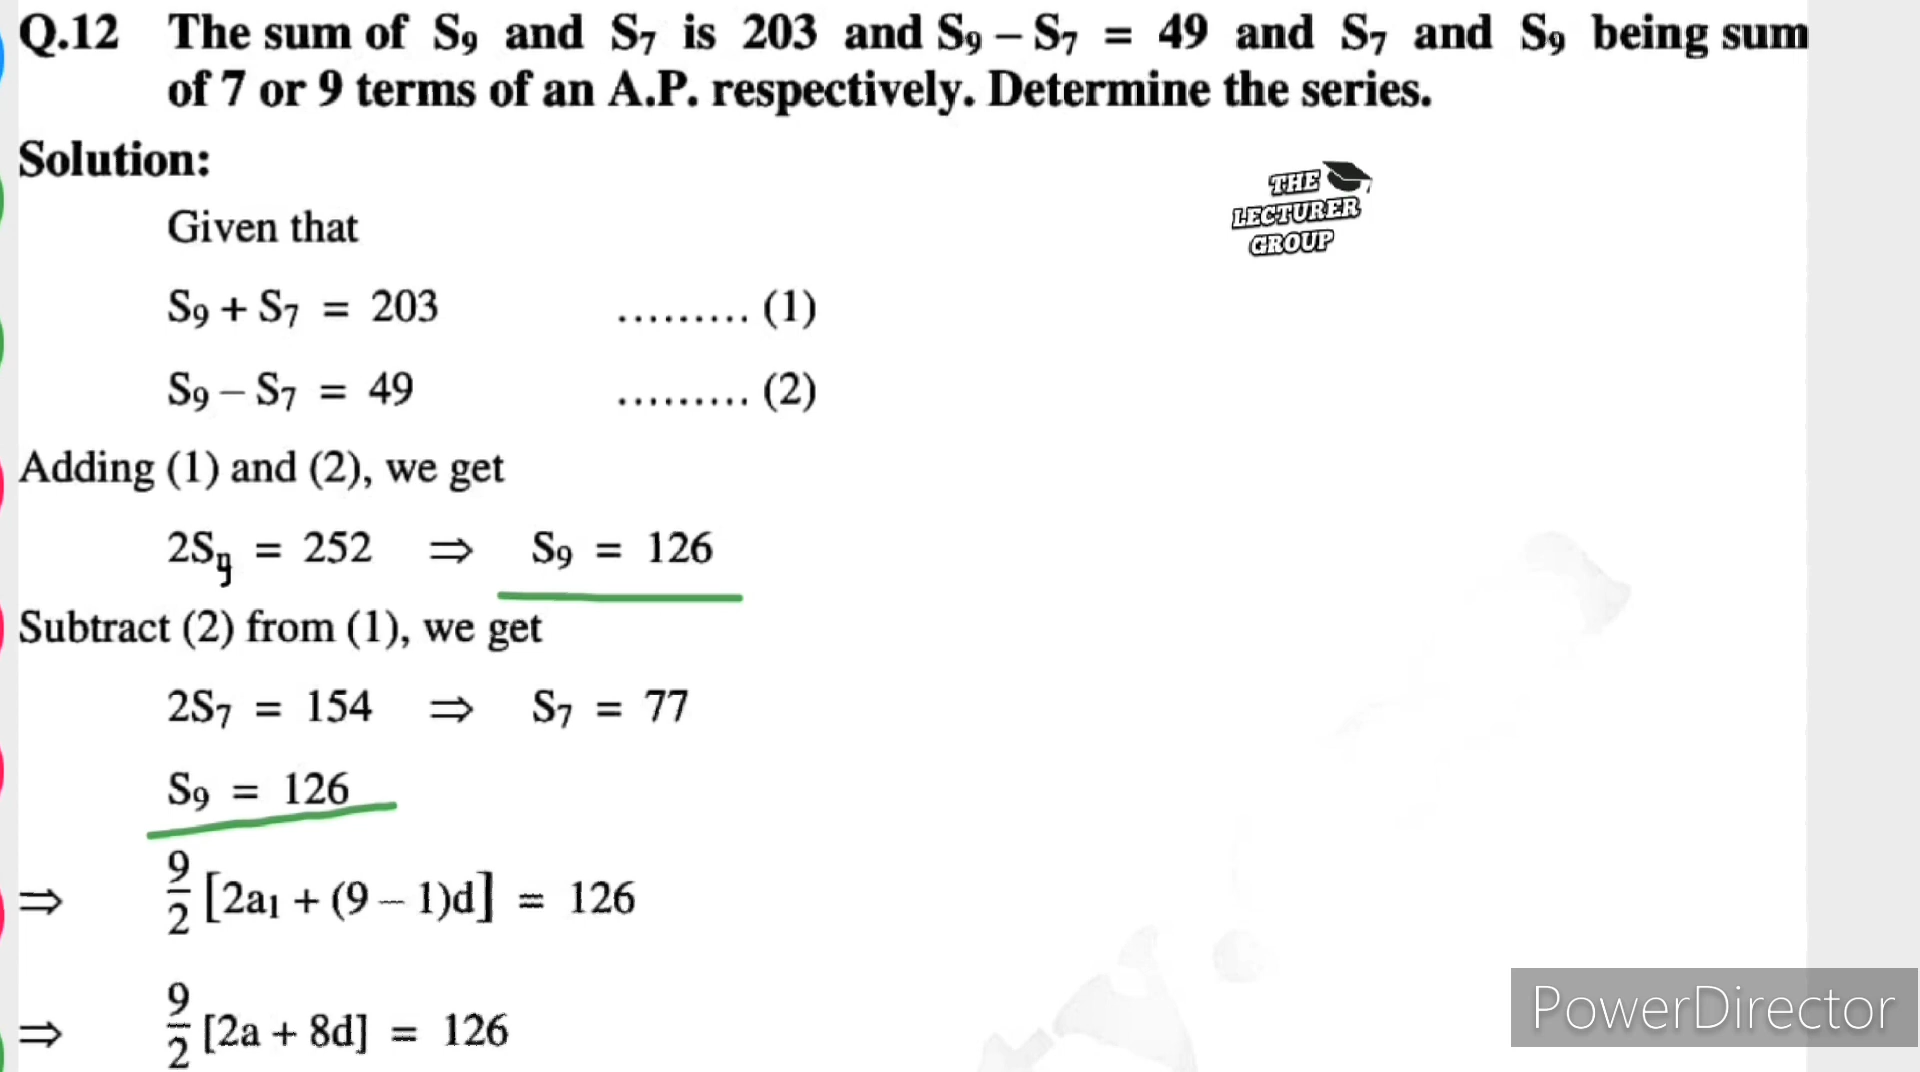 Q.12 The sum of S₉ and S₇ is 203 and S₉ – S₇ = 49 and S₇ and S₉ being sum
of 7 or 9 terms of an A.P. respectively. Determine the series.
Solution:
THE
LECTURER
GROUP
Given that
S₉ + S₇ = 203 ......... (1)
S₉ – S₇ = 49 ......... (2)
Adding (1) and (2), we get
2S₉ = 252 ⇒ S₉ = 126
Subtract (2) from (1), we get
2S₇ = 154 ⇒ S₇ = 77
S₉ = 126
⇒ 9/2 [2a₁ + (9 – 1)d] = 126
⇒ 9/2 [2a + 8d] = 126
PowerDirector